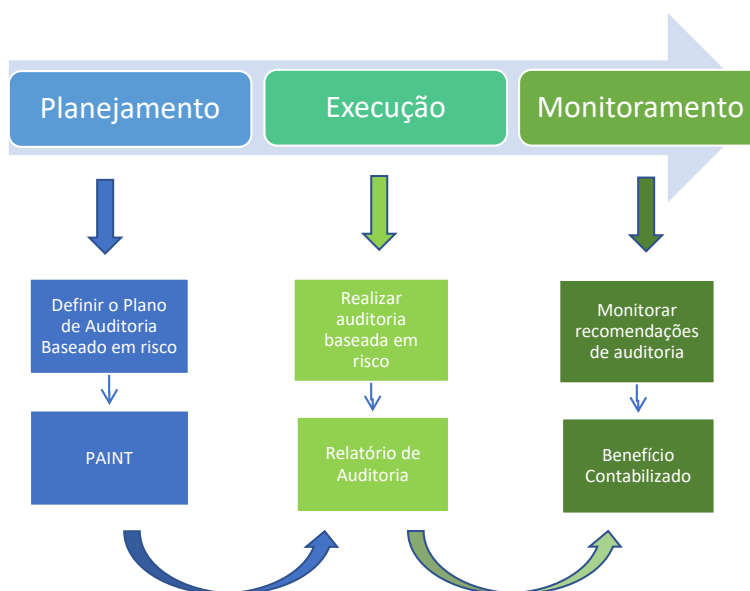 Planejamento
Execução
Monitoramento
Definir o Plano
de Auditoria
Baseado em risco
Realizar
auditoria
baseada em
risco
Monitorar
recomendações
de auditoria
PAINT
Relatório de
Auditoria
Benefício
Contabilizado